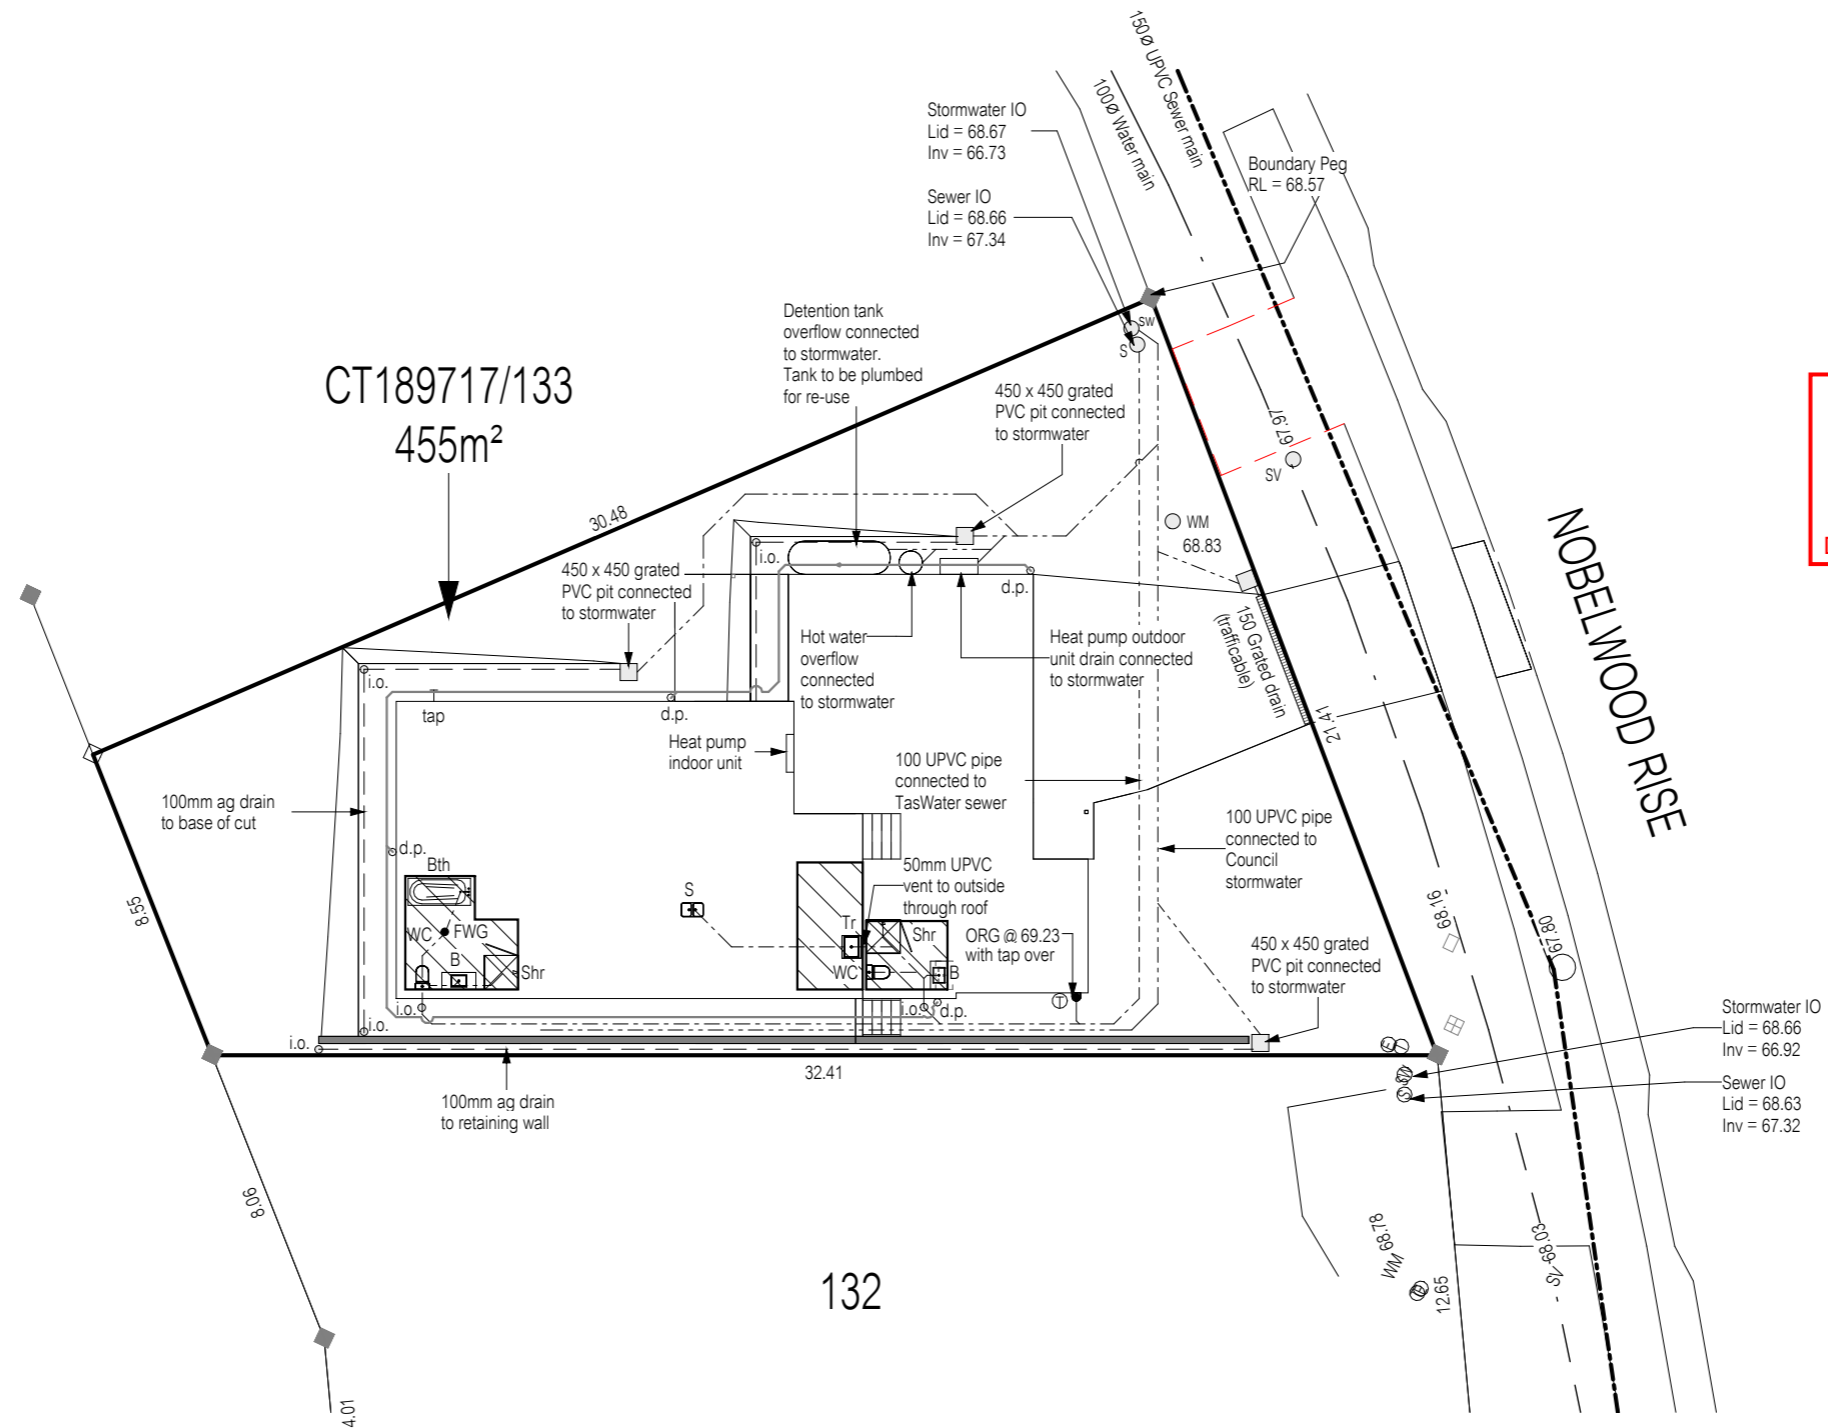 150Ø UPVC Sewer main
100Ø Water main
Stormwater IO
Lid = 68.67
Inv = 66.73
Sewer IO
Lid = 68.66
Inv = 67.34
Boundary Peg
RL = 68.57
sw
S
Detention tank
overflow connected
to stormwater.
Tank to be plumbed
for re-use
450 x 450 grated
PVC pit connected
to stormwater
CT189717/133
455m²
30.48
67.97
SV
WM
68.83
NOBELWOOD RISE
450 x 450 grated
PVC pit connected
to stormwater
i.o.
d.p.
Hot water
overflow
connected
to stormwater
Heat pump outdoor
unit drain connected
to stormwater
150 Grated drain
(trafficable)
21.41
i.o.
tap
d.p.
Heat pump
indoor unit
100 UPVC pipe
connected to
TasWater sewer
100mm ag drain
to base of cut
100 UPVC pipe
connected to
Council
stormwater
d.p.
Bth
50mm UPVC
vent to outside
through roof
S
8.55
WC
FWG
B
Shr
Tr
Shr
WC
B
ORG @ 69.23
with tap over
68.16
67.80
450 x 450 grated
PVC pit connected
to stormwater
i.o.
i.o.
d.p.
T
i.o.
i.o.
E
T
32.41
Stormwater IO
Lid = 68.66
Inv = 66.92
SW
S
Sewer IO
Lid = 68.63
Inv = 67.32
100mm ag drain
to retaining wall
8.06
132
WM 68.78
SV 68.03
12.65
4.01